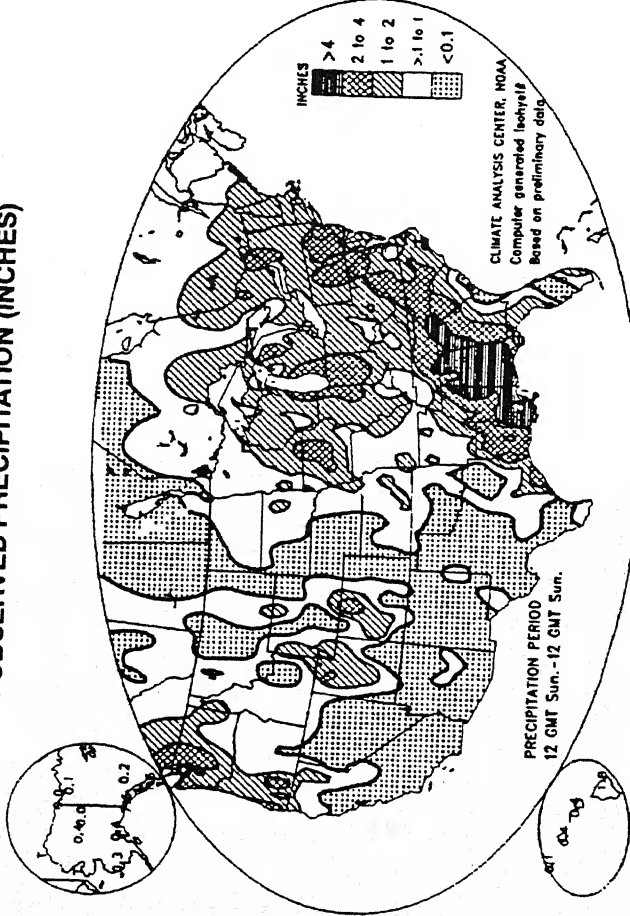 OBSERVED PRECIPITATION (INCHES)
INCHES
>4
2 to 4
1 to 2
>.1 to 1
<0.1
CLIMATE ANALYSIS CENTER, NOAA
Computer generated isohyets
Based on preliminary data
PRECIPITATION PERIOD
12 GMT Sun.-12 GMT Sun.
0.1
0.2
0.3